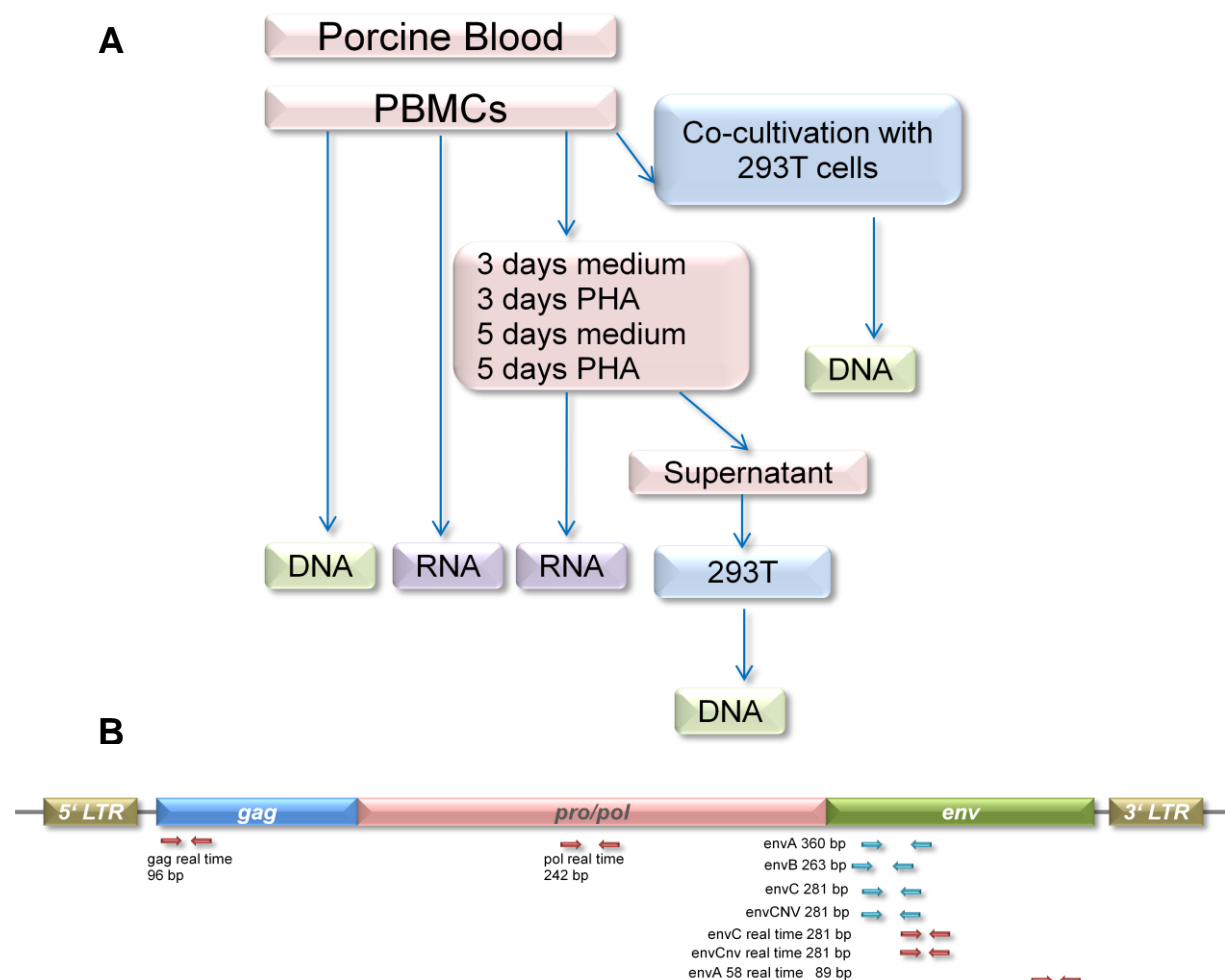 A
Porcine Blood
PBMCs
Co-cultivation with
293T cells
3 days medium
3 days PHA
5 days medium
5 days PHA
DNA
Supernatant
DNA
RNA
RNA
293T
DNA
B
5‘ LTR
gag
pro/pol
env
3‘ LTR
gag real time
96 bp
pol real time
242 bp
envA 360 bp
envB 263 bp
envC 281 bp
envCNV 281 bp
envC real time 281 bp
envCnv real time 281 bp
envA 58 real time 89 bp